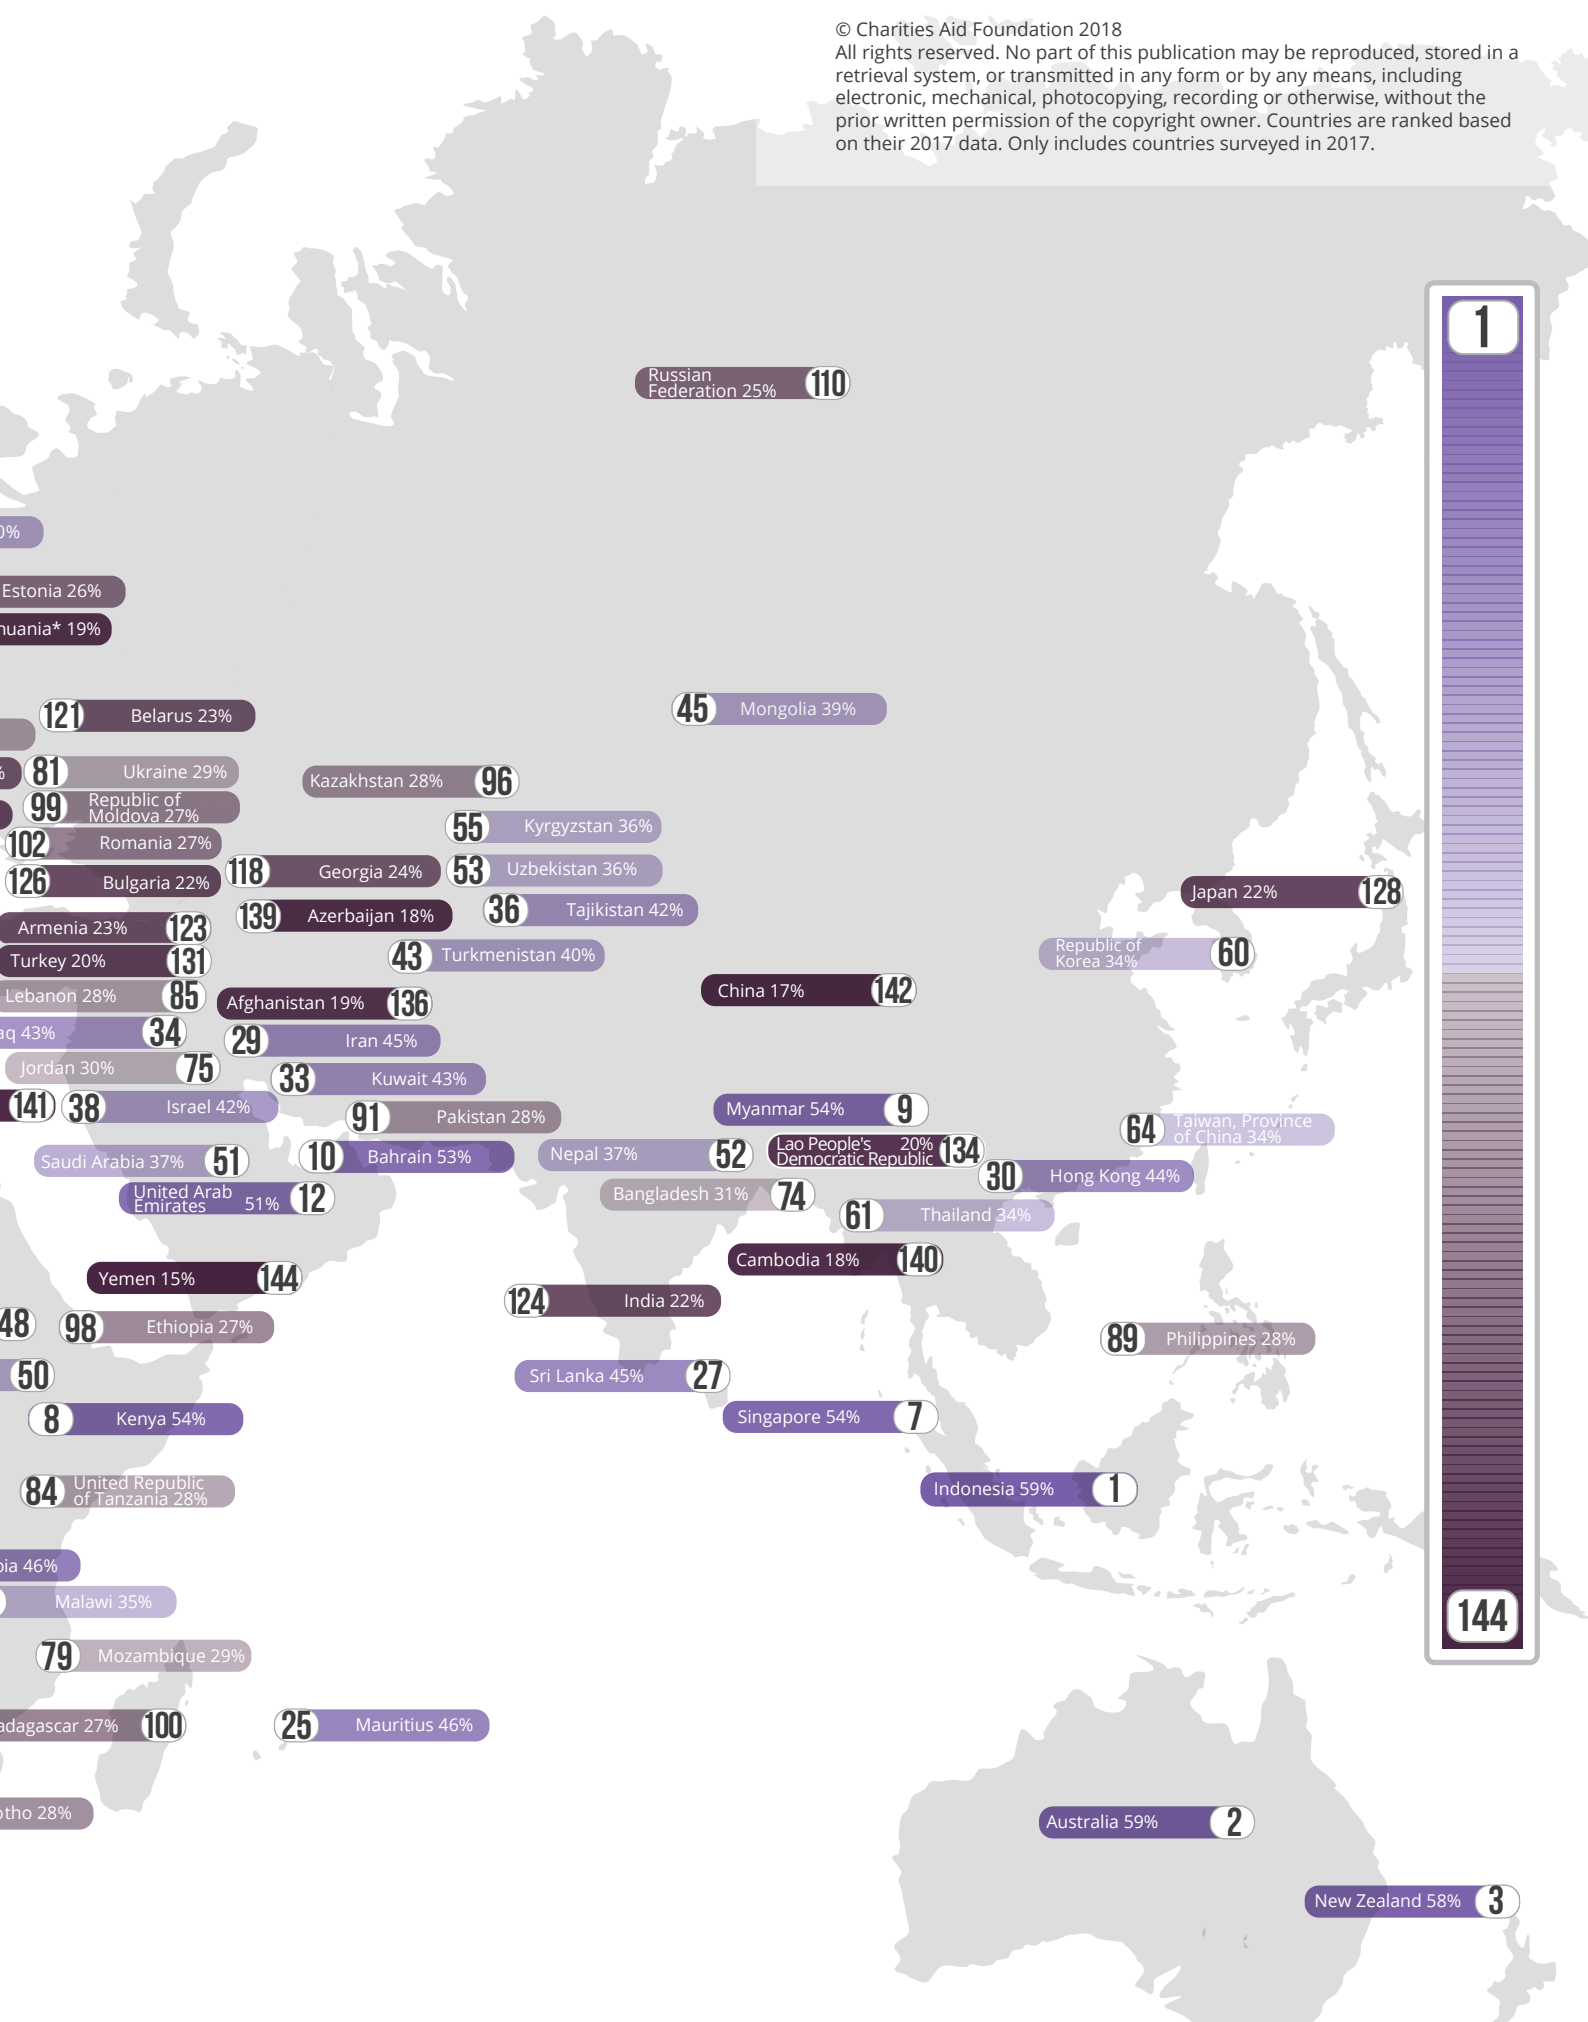 © Charities Aid Foundation 2018
All rights reserved. No part of this publication may be reproduced, stored in a
retrieval system, or transmitted in any form or by any means, including
electronic, mechanical, photocopying, recording or otherwise, without the
prior written permission of the copyright owner. Countries are ranked based
on their 2017 data. Only includes countries surveyed in 2017.
1
Russian
Federation 25% 110
0%
Estonia 26%
huania* 19%
45 Mongolia 39%
121 Belarus 23%
%
81 Ukraine 29%
Kazakhstan 28% 96
99 Republic of
Moldova 27%
55 Kyrgyzstan 36%
102 Romania 27%
118 Georgia 24%
53 Uzbekistan 36%
126 Bulgaria 22%
Japan 22% 128
139 Azerbaijan 18%
36 Tajikistan 42%
Armenia 23% 123
43 Turkmenistan 40%
Republic of
Korea 34% 60
Turkey 20% 131
China 17% 142
Lebanon 28% 85
Afghanistan 19% 136
aq 43% 34
29 Iran 45%
Jordan 30% 75
33 Kuwait 43%
141
38 Israel 42%
91 Pakistan 28%
Myanmar 54% 9
64 Taiwan, Province
of China 34%
Saudi Arabia 37% 51
10 Bahrain 53%
Nepal 37% 52
Lao People's 20%
Democratic Republic 134
30 Hong Kong 44%
United Arab
Emirates 51% 12
Bangladesh 31% 74
61 Thailand 34%
Cambodia 18% 140
Yemen 15% 144
124 India 22%
48
98 Ethiopia 27%
89 Philippines 28%
50
Sri Lanka 45% 27
8 Kenya 54%
Singapore 54% 7
84 United Republic
of Tanzania 28%
Indonesia 59% 1
bia 46%
Malawi 35%
144
79 Mozambique 29%
adagascar 27% 100
25 Mauritius 46%
otho 28%
Australia 59% 2
New Zealand 58% 3